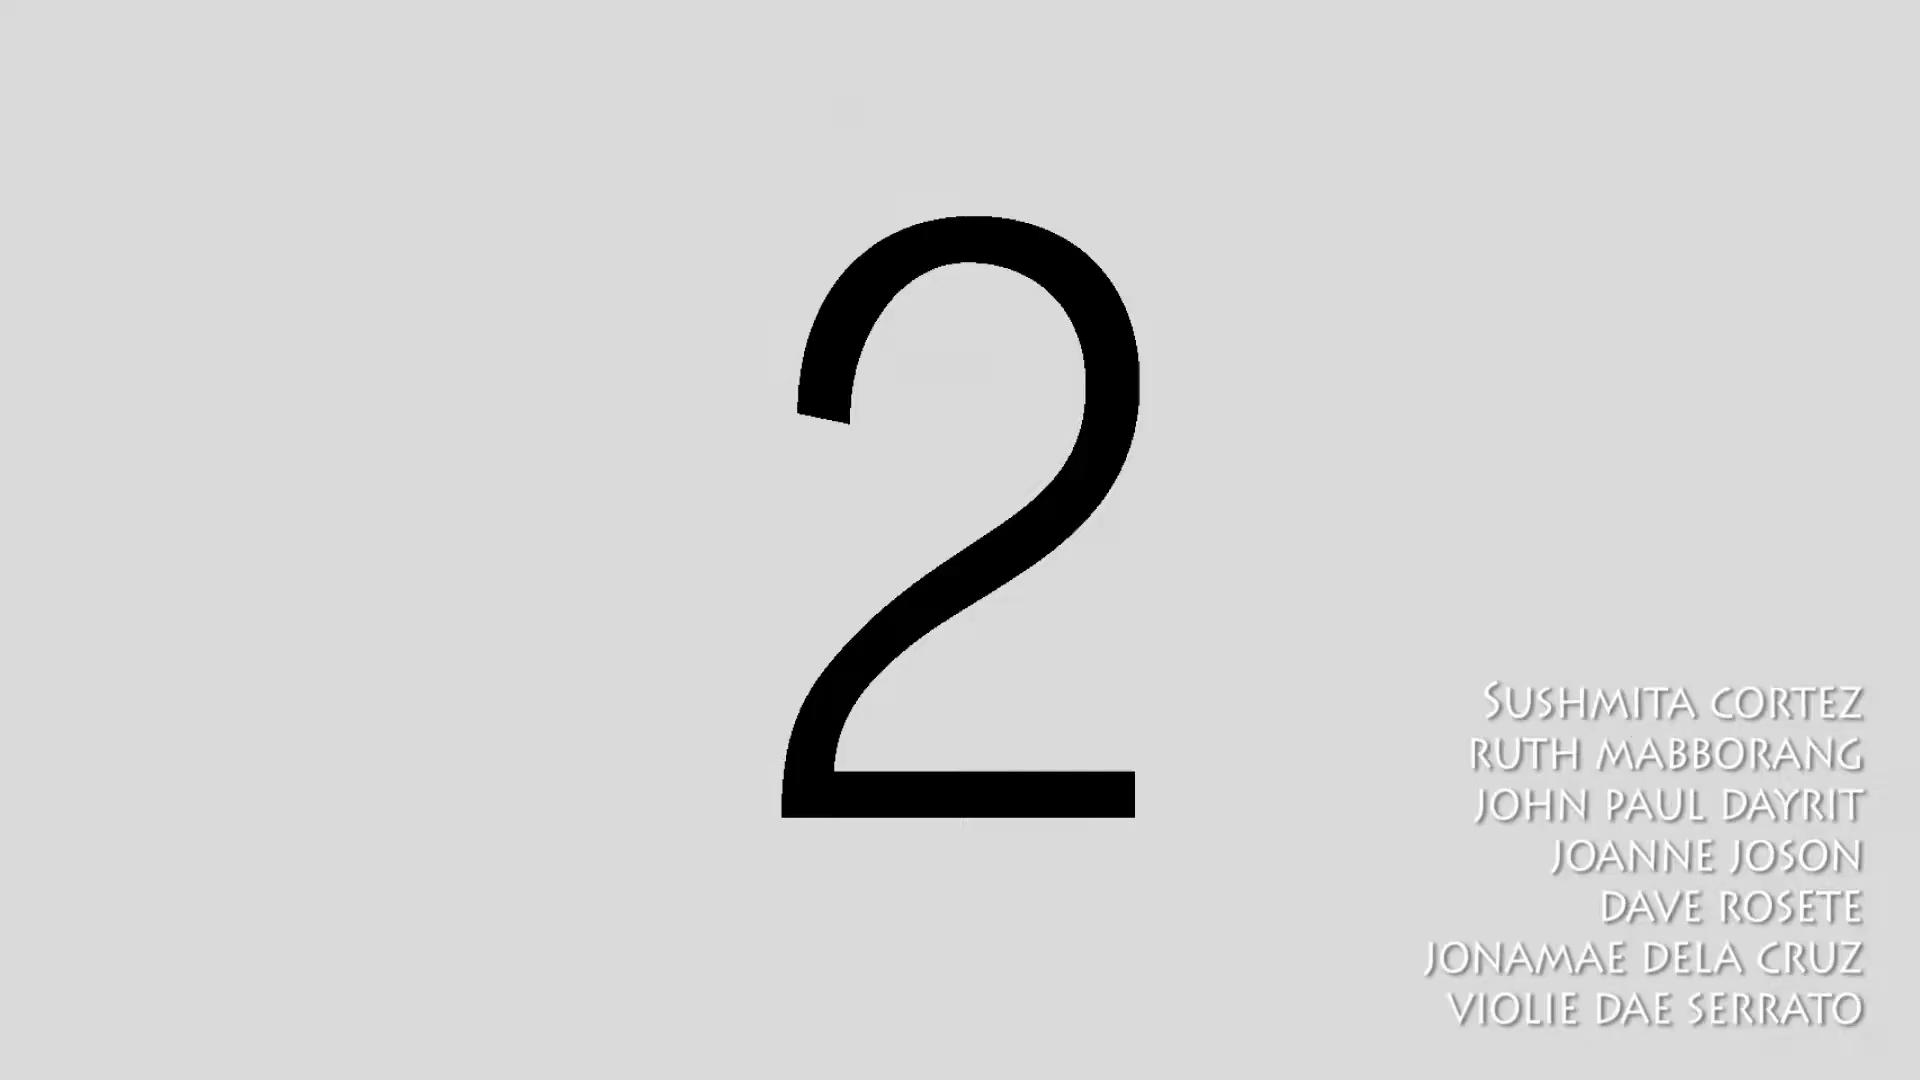 2
SUSHMITA CORTEZ
RUTH MABBORANG
JOHN PAUL DAYRIT
JOANNE JOSON
DAVE ROSETE
JONAMAE DELA CRUZ
VIOLIE DAE SERRATO